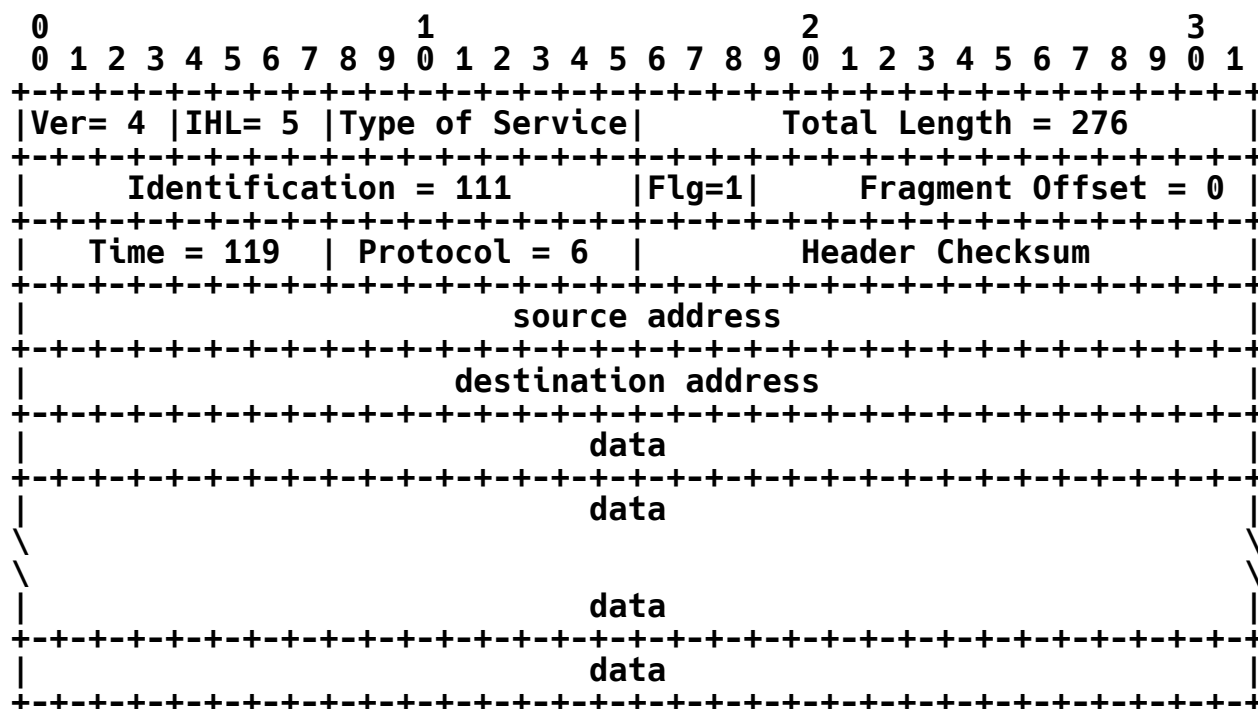 0                   1                   2                   3
 0 1 2 3 4 5 6 7 8 9 0 1 2 3 4 5 6 7 8 9 0 1 2 3 4 5 6 7 8 9 0 1
+-+-+-+-+-+-+-+-+-+-+-+-+-+-+-+-+-+-+-+-+-+-+-+-+-+-+-+-+-+-+-+-+
|Ver= 4 |IHL= 5 |Type of Service|       Total Length = 276      |
+-+-+-+-+-+-+-+-+-+-+-+-+-+-+-+-+-+-+-+-+-+-+-+-+-+-+-+-+-+-+-+-+
|     Identification = 111      |Flg=1|     Fragment Offset = 0 |
+-+-+-+-+-+-+-+-+-+-+-+-+-+-+-+-+-+-+-+-+-+-+-+-+-+-+-+-+-+-+-+-+
|   Time = 119  | Protocol = 6  |        Header Checksum        |
+-+-+-+-+-+-+-+-+-+-+-+-+-+-+-+-+-+-+-+-+-+-+-+-+-+-+-+-+-+-+-+-+
|                         source address                        |
+-+-+-+-+-+-+-+-+-+-+-+-+-+-+-+-+-+-+-+-+-+-+-+-+-+-+-+-+-+-+-+-+
|                      destination address                      |
+-+-+-+-+-+-+-+-+-+-+-+-+-+-+-+-+-+-+-+-+-+-+-+-+-+-+-+-+-+-+-+-+
|                             data                              |
+-+-+-+-+-+-+-+-+-+-+-+-+-+-+-+-+-+-+-+-+-+-+-+-+-+-+-+-+-+-+-+-+
|                             data                              |
\                                                               \
\                                                               \
|                             data                              |
+-+-+-+-+-+-+-+-+-+-+-+-+-+-+-+-+-+-+-+-+-+-+-+-+-+-+-+-+-+-+-+-+
|                             data                              |
+-+-+-+-+-+-+-+-+-+-+-+-+-+-+-+-+-+-+-+-+-+-+-+-+-+-+-+-+-+-+-+-+